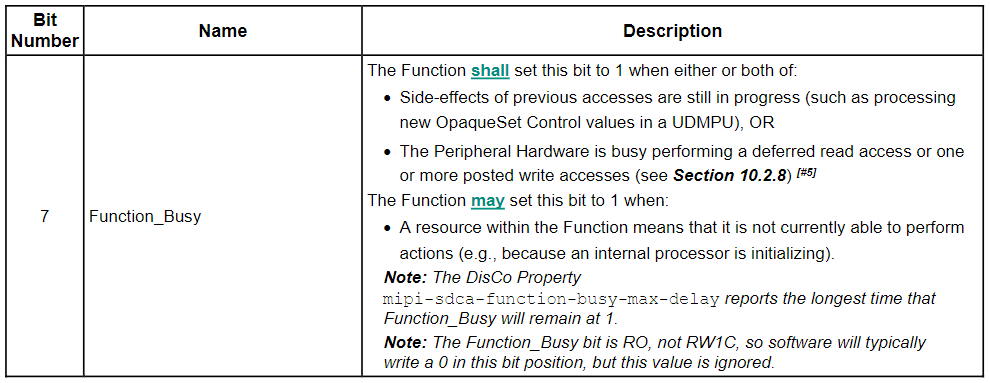 Bit
Number
Name
Description
7
Function_Busy
The Function shall set this bit to 1 when either or both of:
• Side-effects of previous accesses are still in progress (such as processing
new OpaqueSet Control values in a UDMPU), OR
• The Peripheral Hardware is busy performing a deferred read access or one
or more posted write accesses (see Section 10.2.8) [#5]
The Function may set this bit to 1 when:
• A resource within the Function means that it is not currently able to perform
actions (e.g., because an internal processor is initializing).
Note: The DisCo Property
mipi-sdca-function-busy-max-delay reports the longest time that
Function_Busy will remain at 1.
Note: The Function_Busy bit is RO, not RW1C, so software will typically
write a 0 in this bit position, but this value is ignored.